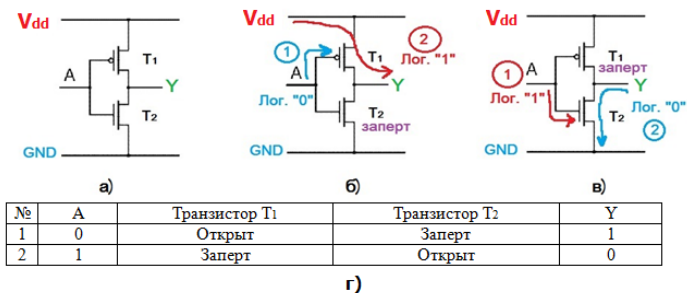 Vdd
T1
A
Y
T2
GND
а)
Vdd
1
2
T1
Лог. "1"
A
Y
Лог. "0"
T2
заперт
GND
б)
Vdd
1
A
T1
заперт
Y
Лог. "1"
T2
Лог. "0"
GND
2
в)
№ A Транзистор T1 Транзистор T2 Y
1 0 Открыт Заперт 1
2 1 Заперт Открыт 0
г)